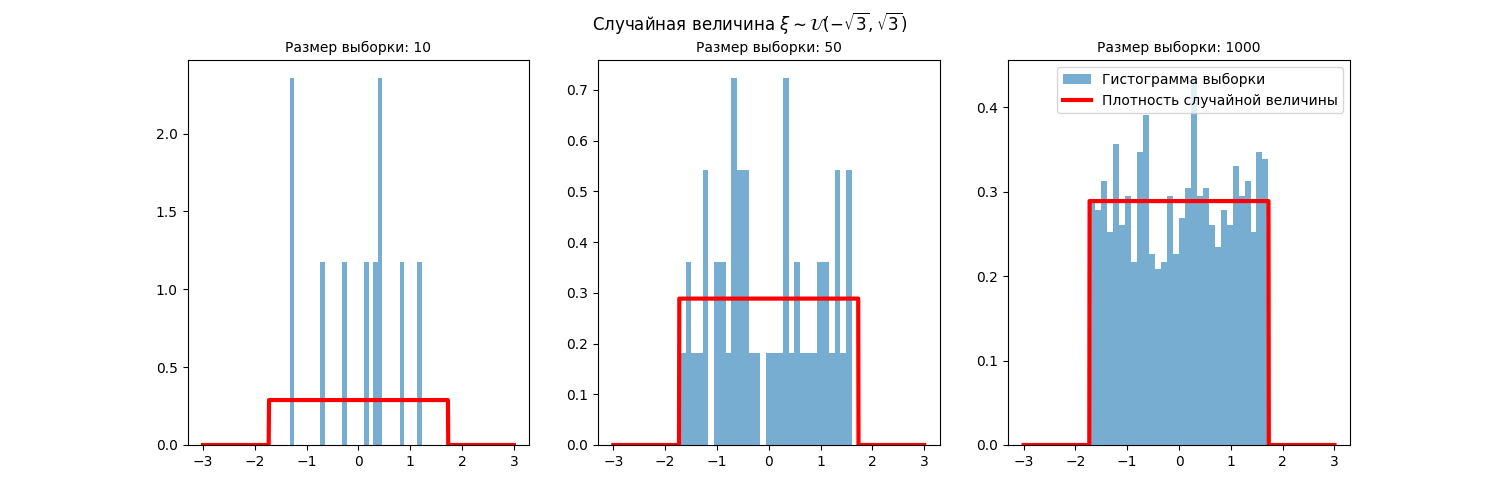 Случайная величина ξ ~ 𝒰(−√3, √3)
Размер выборки: 10
2.0
1.5
1.0
0.5
0.0
−3 −2 −1 0 1 2 3
Размер выборки: 50
0.7
0.6
0.5
0.4
0.3
0.2
0.1
0.0
−3 −2 −1 0 1 2 3
Размер выборки: 1000
Гистограмма выборки
Плотность случайной величины
0.4
0.3
0.2
0.1
0.0
−3 −2 −1 0 1 2 3